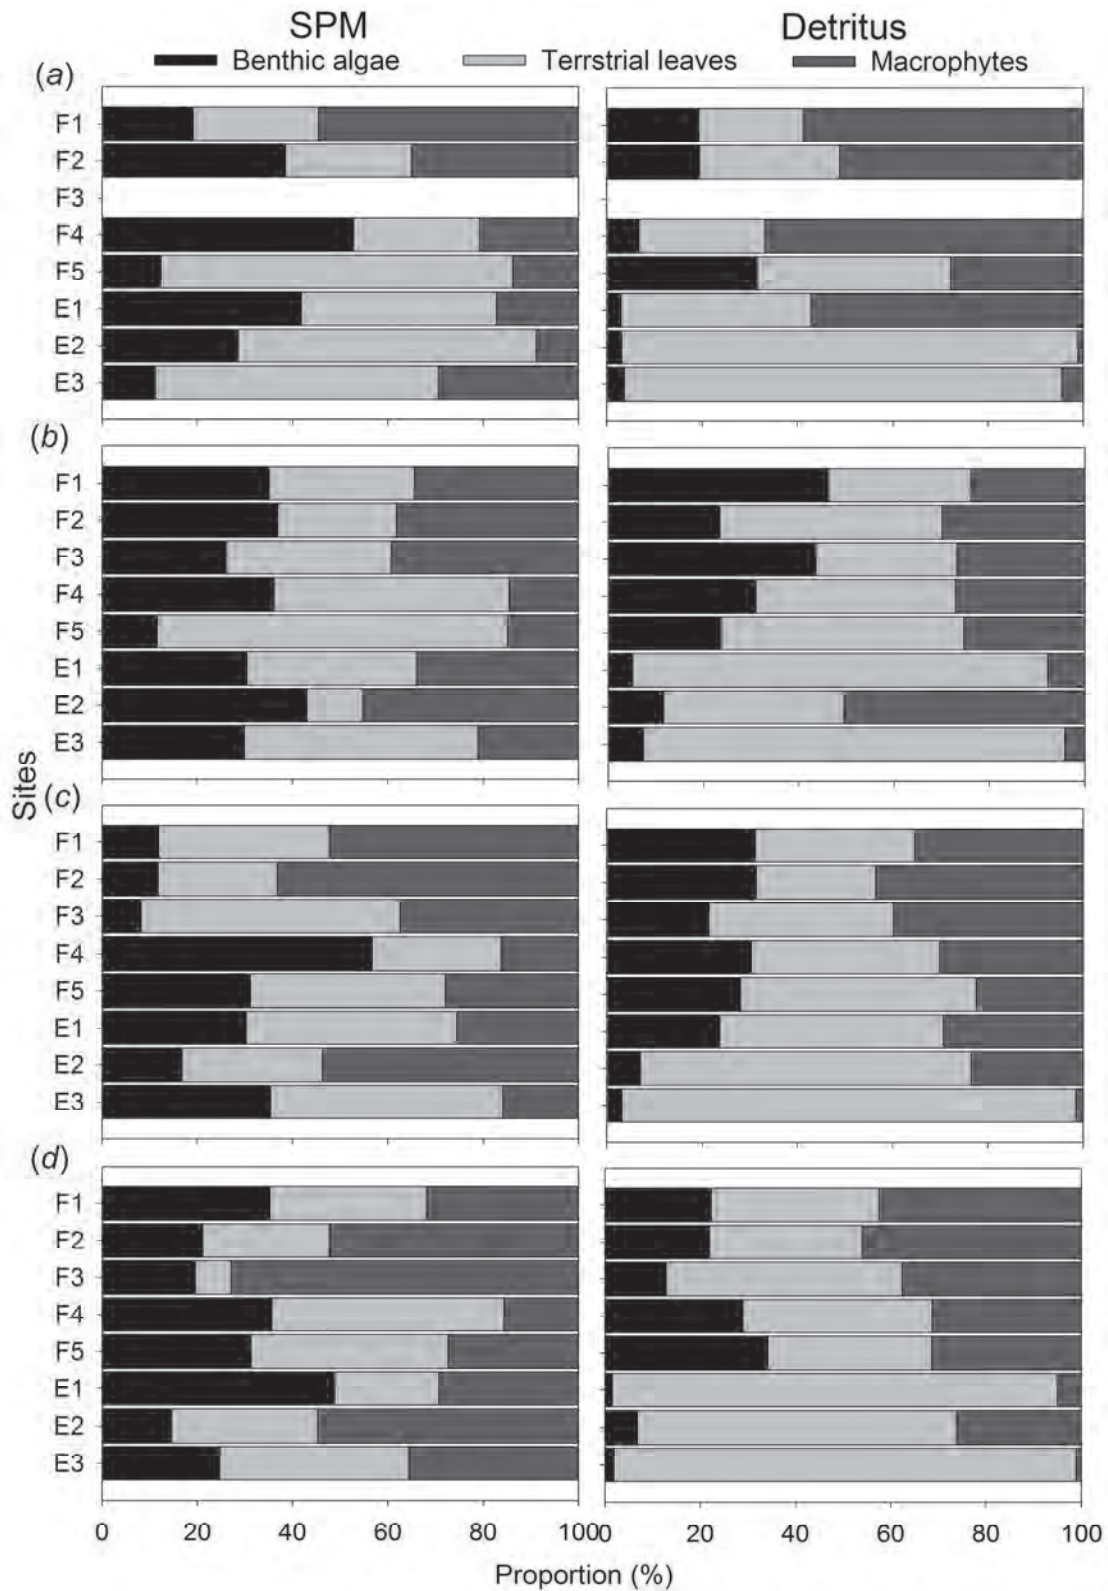 SPM Detritus
Benthic algae Terrstrial leaves Macrophytes
(a)
F1
F2
F3
F4
F5
E1
E2
E3
(b)
F1
F2
F3
F4
F5
E1
E2
E3
Sites
(c)
F1
F2
F3
F4
F5
E1
E2
E3
(d)
F1
F2
F3
F4
F5
E1
E2
E3
0 20 40 60 80 100 0 20 40 60 80 100
Proportion (%)